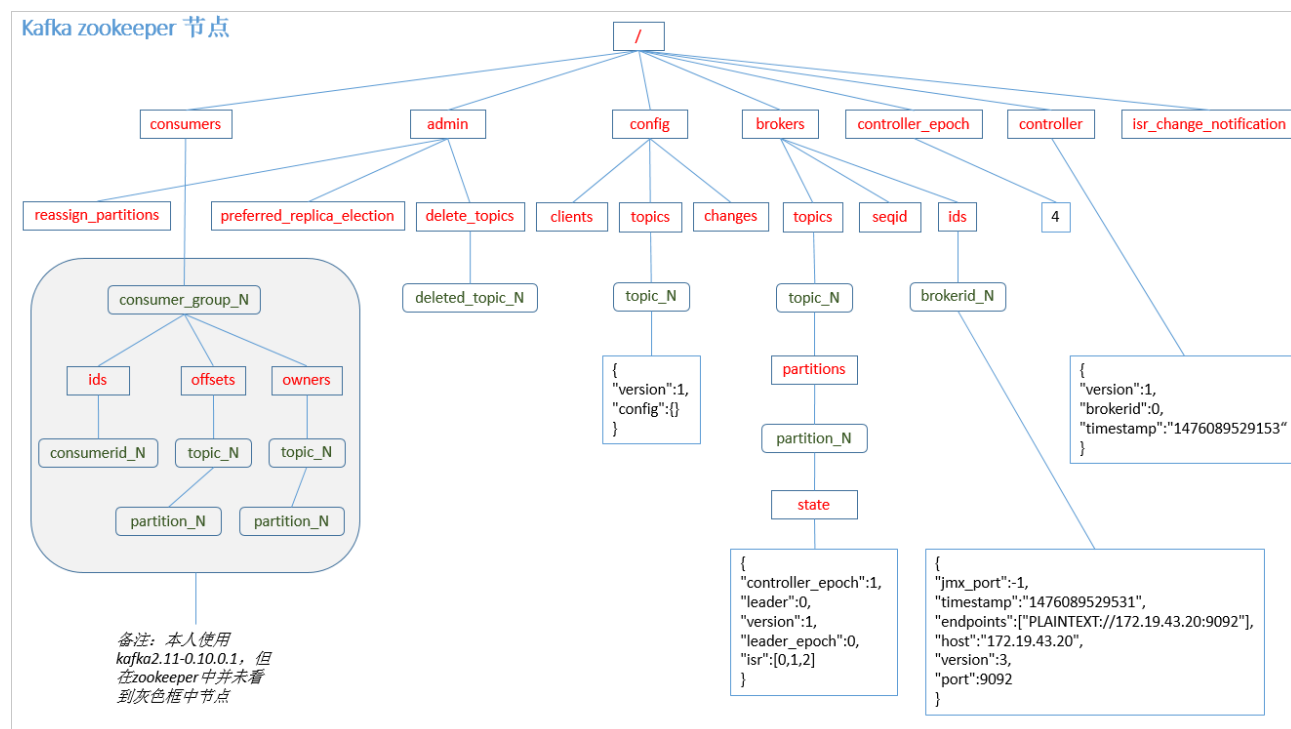 Kafka zookeeper 节点
/
consumers
admin
config
brokers
controller_epoch
controller
isr_change_notification
reassign_partitions
preferred_replica_election
delete_topics
clients
topics
changes
topics
seqid
ids
4
consumer_group_N
deleted_topic_N
topic_N
topic_N
brokerid_N
ids
offsets
owners
consumerid_N
topic_N
topic_N
partition_N
partition_N
{
"version":1,
"config":{}
}
partitions
partition_N
state
{
"version":1,
"brokerid":0,
"timestamp":"1476089529153“
}
{
"controller_epoch":1,
"leader":0,
"version":1,
"leader_epoch":0,
"isr":[0,1,2]
}
{
"jmx_port":-1,
"timestamp":"1476089529531",
"endpoints":["PLAINTEXT://172.19.43.20:9092"],
"host":"172.19.43.20",
"version":3,
"port":9092
}
备注：本人使用
kafka2.11-0.10.0.1，但
在zookeeper中并未看
到灰色框中节点